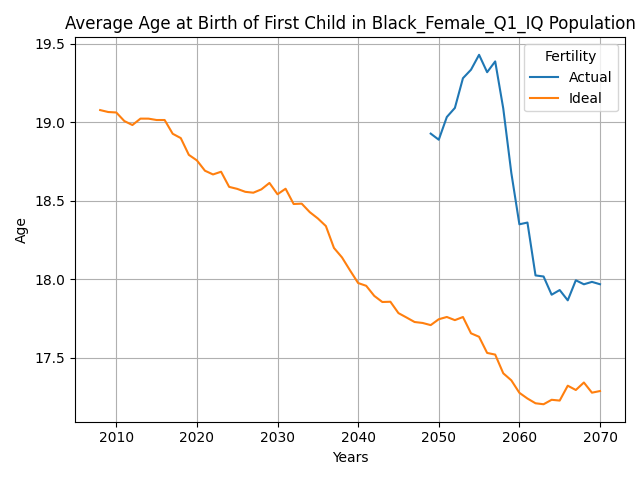 Average Age at Birth of First Child in Black_Female_Q1_IQ Population
19.5
19.0
18.5
18.0
17.5
Age
Fertility
Actual
Ideal
2010 2020 2030 2040 2050 2060 2070
Years